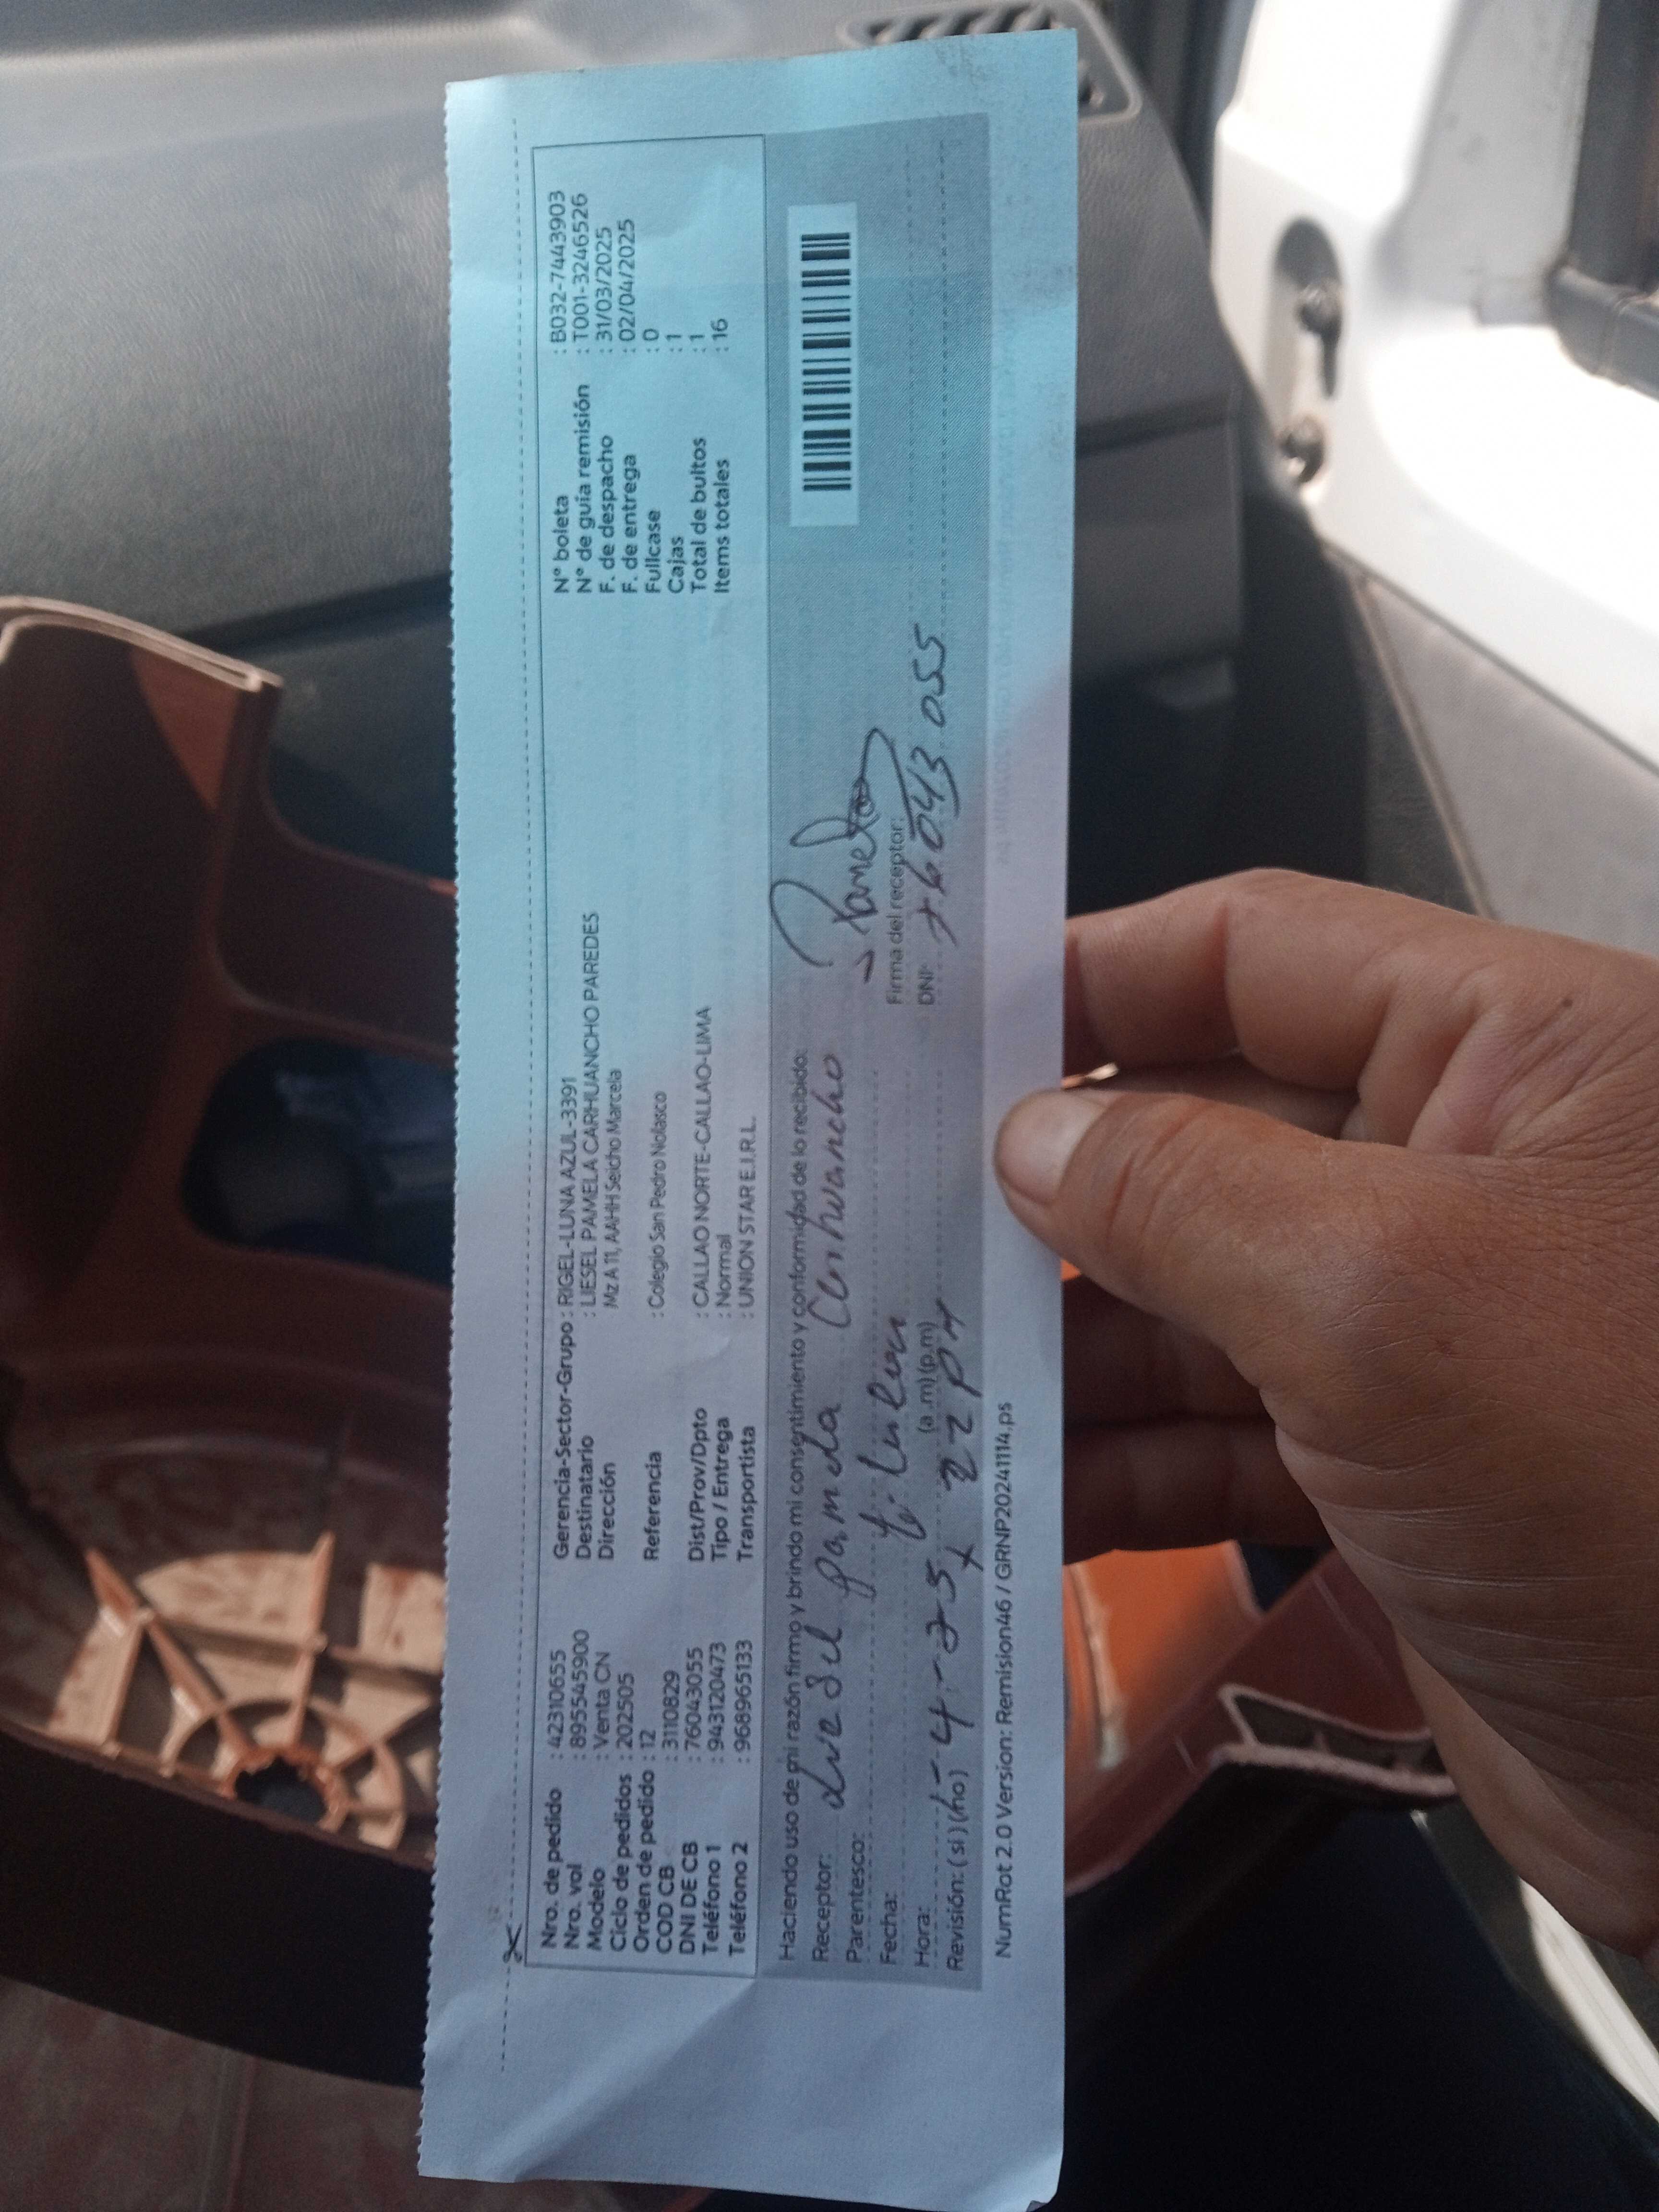 Nro. de pedido : 42310655 Gerencia-Sector-Grupo : RIGEL-LUNA AZUL-3391 N° boleta : B032-7443903
Nro. vol : 895545900 Destinatario : LIESEL PAMELA CARHUANCHO PAREDES N° de guía remisión : T001-3246526
Modelo : Venta CN Dirección Mz A 11, AAHH Seicho Marcela F. de despacho : 31/03/2025
Ciclo de pedidos : 202505 F. de entrega : 02/04/2025
Orden de pedido : 12 Referencia : Colegio San Pedro Nolasco Fullcase : 0
COD CB : 3110829 Cajas : 1
DNI DE CB : 76043055 Dist/Prov/Dpto : CALLAO NORTE-CALLAO-LIMA Total de bultos : 1
Teléfono 1 : 943120473 Tipo / Entrega : Normal Items totales : 16
Teléfono 2 : 968965133 Transportista : UNION STAR E.I.R.L.
Haciendo uso de mi razón firmo y brindo mi consentimiento y conformidad de lo recibido:
Receptor: Liesel Pamela Carhuancho
Parentesco:
Fecha: Firma del receptor:
Hora: (a.m) (p.m) DNI: 76043055
Revisión: (si) (no)
NumRot 2.0 Version: Remision46 / GRNP20241114.ps